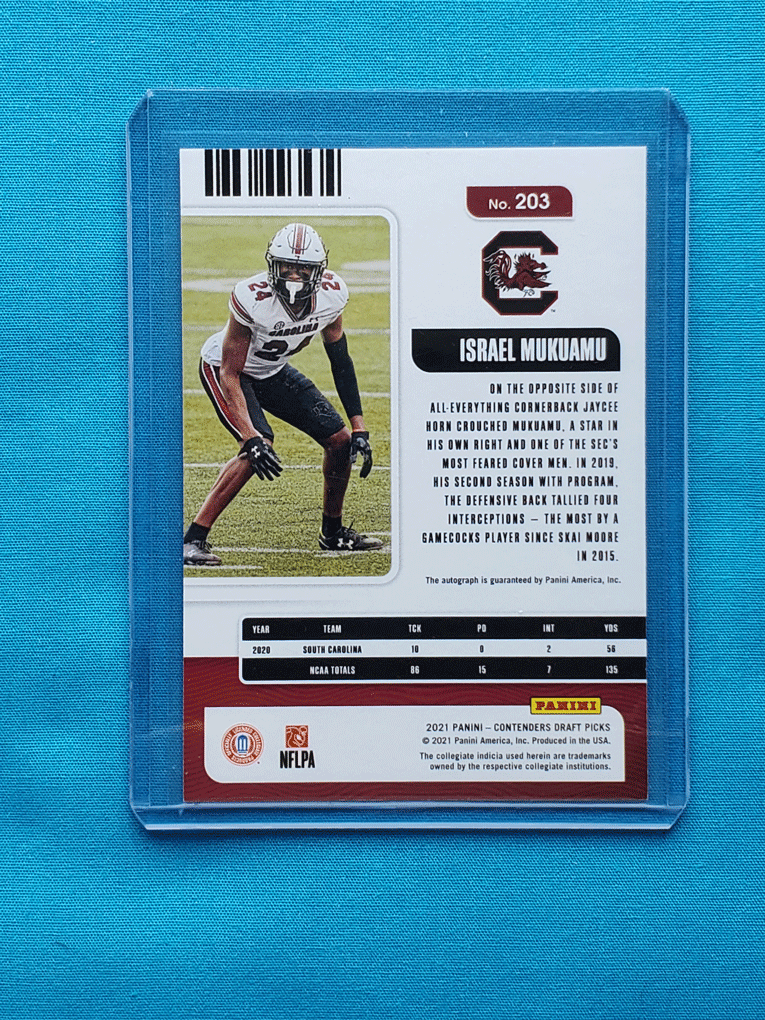 No. 203
24
24
CAROLINA
24
ISRAEL MUKUAMU
ON THE OPPOSITE SIDE OF
ALL-EVERYTHING CORNERBACK JAYCEE
HORN CROUCHED MUKUAMU, A STAR IN
HIS OWN RIGHT AND ONE OF THE SEC'S
MOST FEARED COVER MEN. IN 2019,
HIS SECOND SEASON WITH PROGRAM,
THE DEFENSIVE BACK TALLIED FOUR
INTERCEPTIONS – THE MOST BY A
GAMECOCKS PLAYER SINCE SKAI MOORE
IN 2015.
The autograph is guaranteed by Panini America, Inc.
YEAR TEAM TCK PD INT YDS
2020 SOUTH CAROLINA 10 0 2 56
NCAA TOTALS 86 15 7 135
PANINI
NFLPA
2021 PANINI – CONTENDERS DRAFT PICKS
© 2021 Panini America, Inc. Produced in the USA.
The collegiate indicia used herein are trademarks
owned by the respective collegiate institutions.